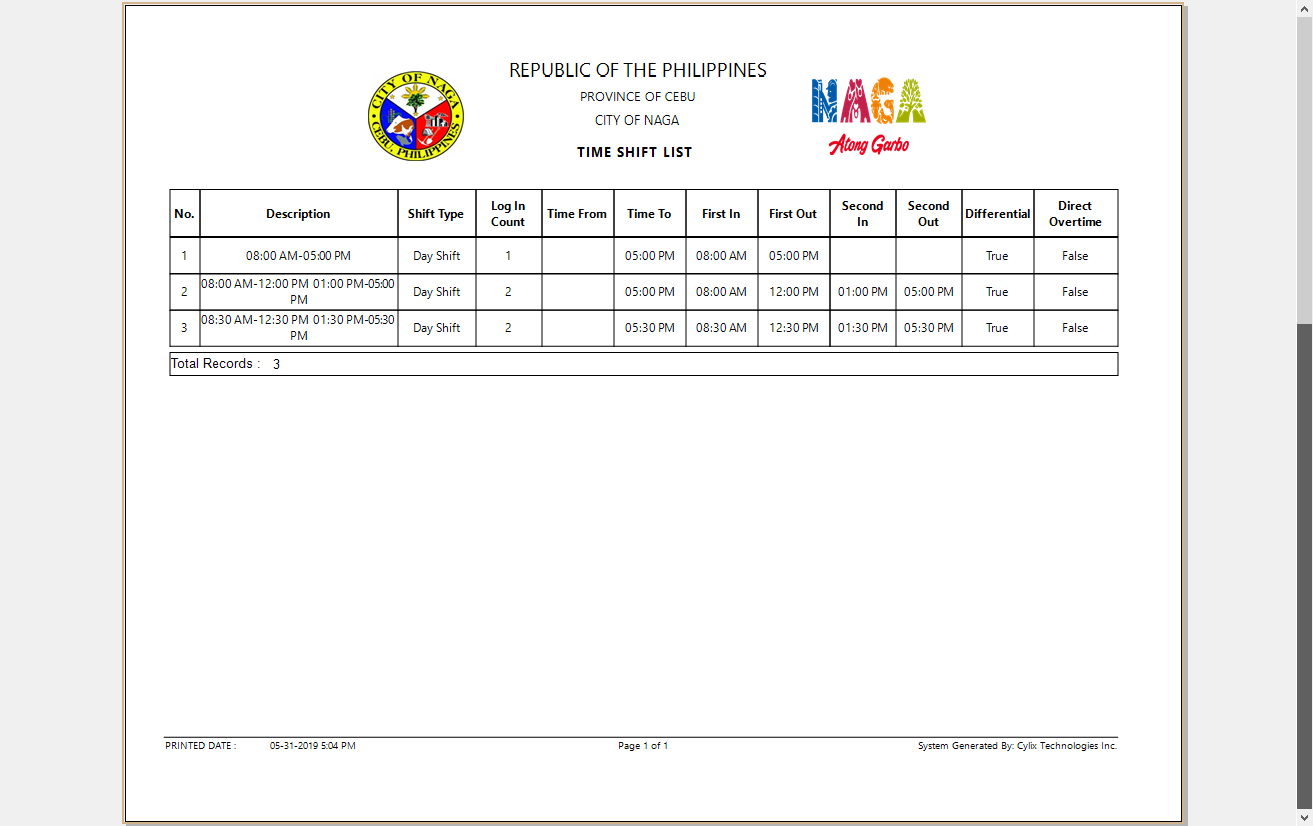 REPUBLIC OF THE PHILIPPINES
PROVINCE OF CEBU
CITY OF NAGA
TIME SHIFT LIST
CITY OF NAGA
CEBU, PHILIPPINES
NAGA
Atong Garbo
No. Description Shift Type Log In Count Time From Time To First In First Out Second In Second Out Differential Direct Overtime
1 08:00 AM-05:00 PM Day Shift 1 05:00 PM 08:00 AM 05:00 PM True False
2 08:00 AM-12:00 PM 01:00 PM-05:00 PM Day Shift 2 05:00 PM 08:00 AM 12:00 PM 01:00 PM 05:00 PM True False
3 08:30 AM-12:30 PM 01:30 PM-05:30 PM Day Shift 2 05:30 PM 08:30 AM 12:30 PM 01:30 PM 05:30 PM True False
Total Records : 3
PRINTED DATE : 05-31-2019 5:04 PM Page 1 of 1 System Generated By: Cylix Technologies Inc.